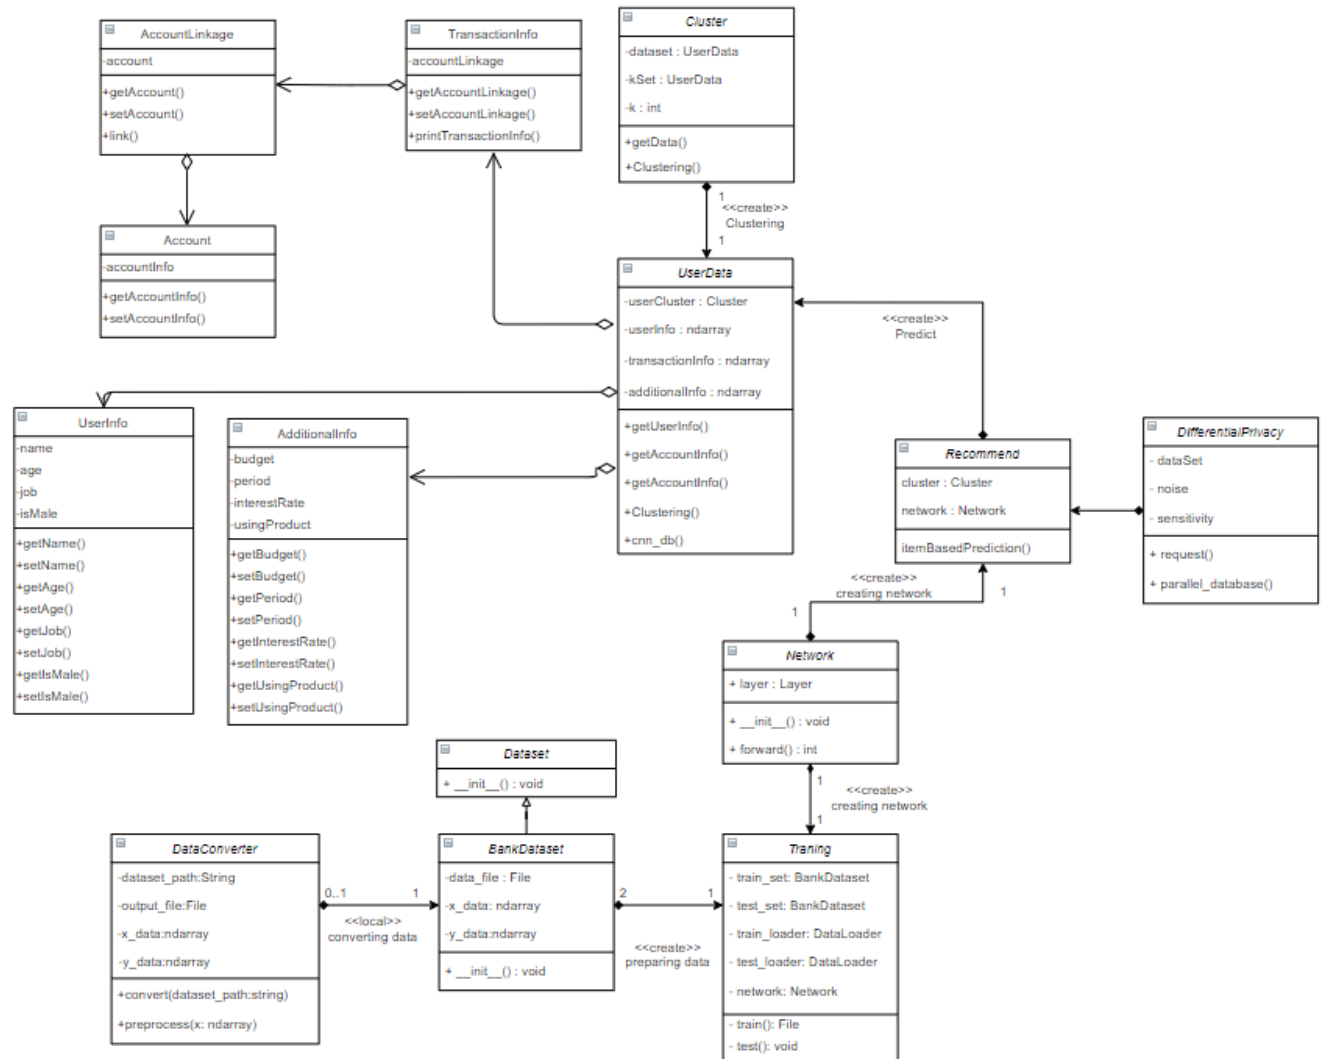 AccountLinkage
-account
+getAccount()
+setAccount()
+link()
TransactionInfo
-accountLinkage
+getAccountLinkage()
+setAccountLinkage()
+printTransactionInfo()
Cluster
-dataset : UserData
-kSet : UserData
-k : int
+getData()
+Clustering()
1
<<create>>
Clustering
1
Account
-accountInfo
+getAccountInfo()
+setAccountInfo()
UserData
-userCluster : Cluster
-userInfo : ndarray
-transactionInfo : ndarray
-additionalInfo : ndarray
+getUserInfo()
+getAccountInfo()
+getAccountInfo()
+Clustering()
+cnn_db()
<<create>>
Predict
UserInfo
-name
-age
-job
-isMale
+getName()
+setName()
+getAge()
+setAge()
+getJob()
+setJob()
+getIsMale()
+setIsMale()
AdditionalInfo
-budget
-period
-interestRate
-usingProduct
+getBudget()
+setBudget()
+getPeriod()
+setPeriod()
+getInterestRate()
+setInterestRate()
+getUsingProduct()
+setUsingProduct()
Recommend
cluster : Cluster
network : Network
itemBasedPrediction()
DifferentialPrivacy
- dataSet
- noise
- sensitivity
+ request()
+ parallel_database()
<<create>>
creating network
1
1
Network
+ layer : Layer
+ __init__() : void
+ forward() : int
1
<<create>>
creating network
1
Dataset
+ __init__() : void
DataConverter
-dataset_path:String
-output_file:File
-x_data:ndarray
-y_data:ndarray
+convert(dataset_path:string)
+preprocess(x: ndarray)
0..1
1
<<local>>
converting data
BankDataset
-data_file : File
-x_data: ndarray
-y_data:ndarray
+ __init__() : void
2
1
<<create>>
preparing data
Traning
- train_set: BankDataset
- test_set: BankDataset
- train_loader: DataLoader
- test_loader: DataLoader
- network: Network
- train(): File
- test(): void